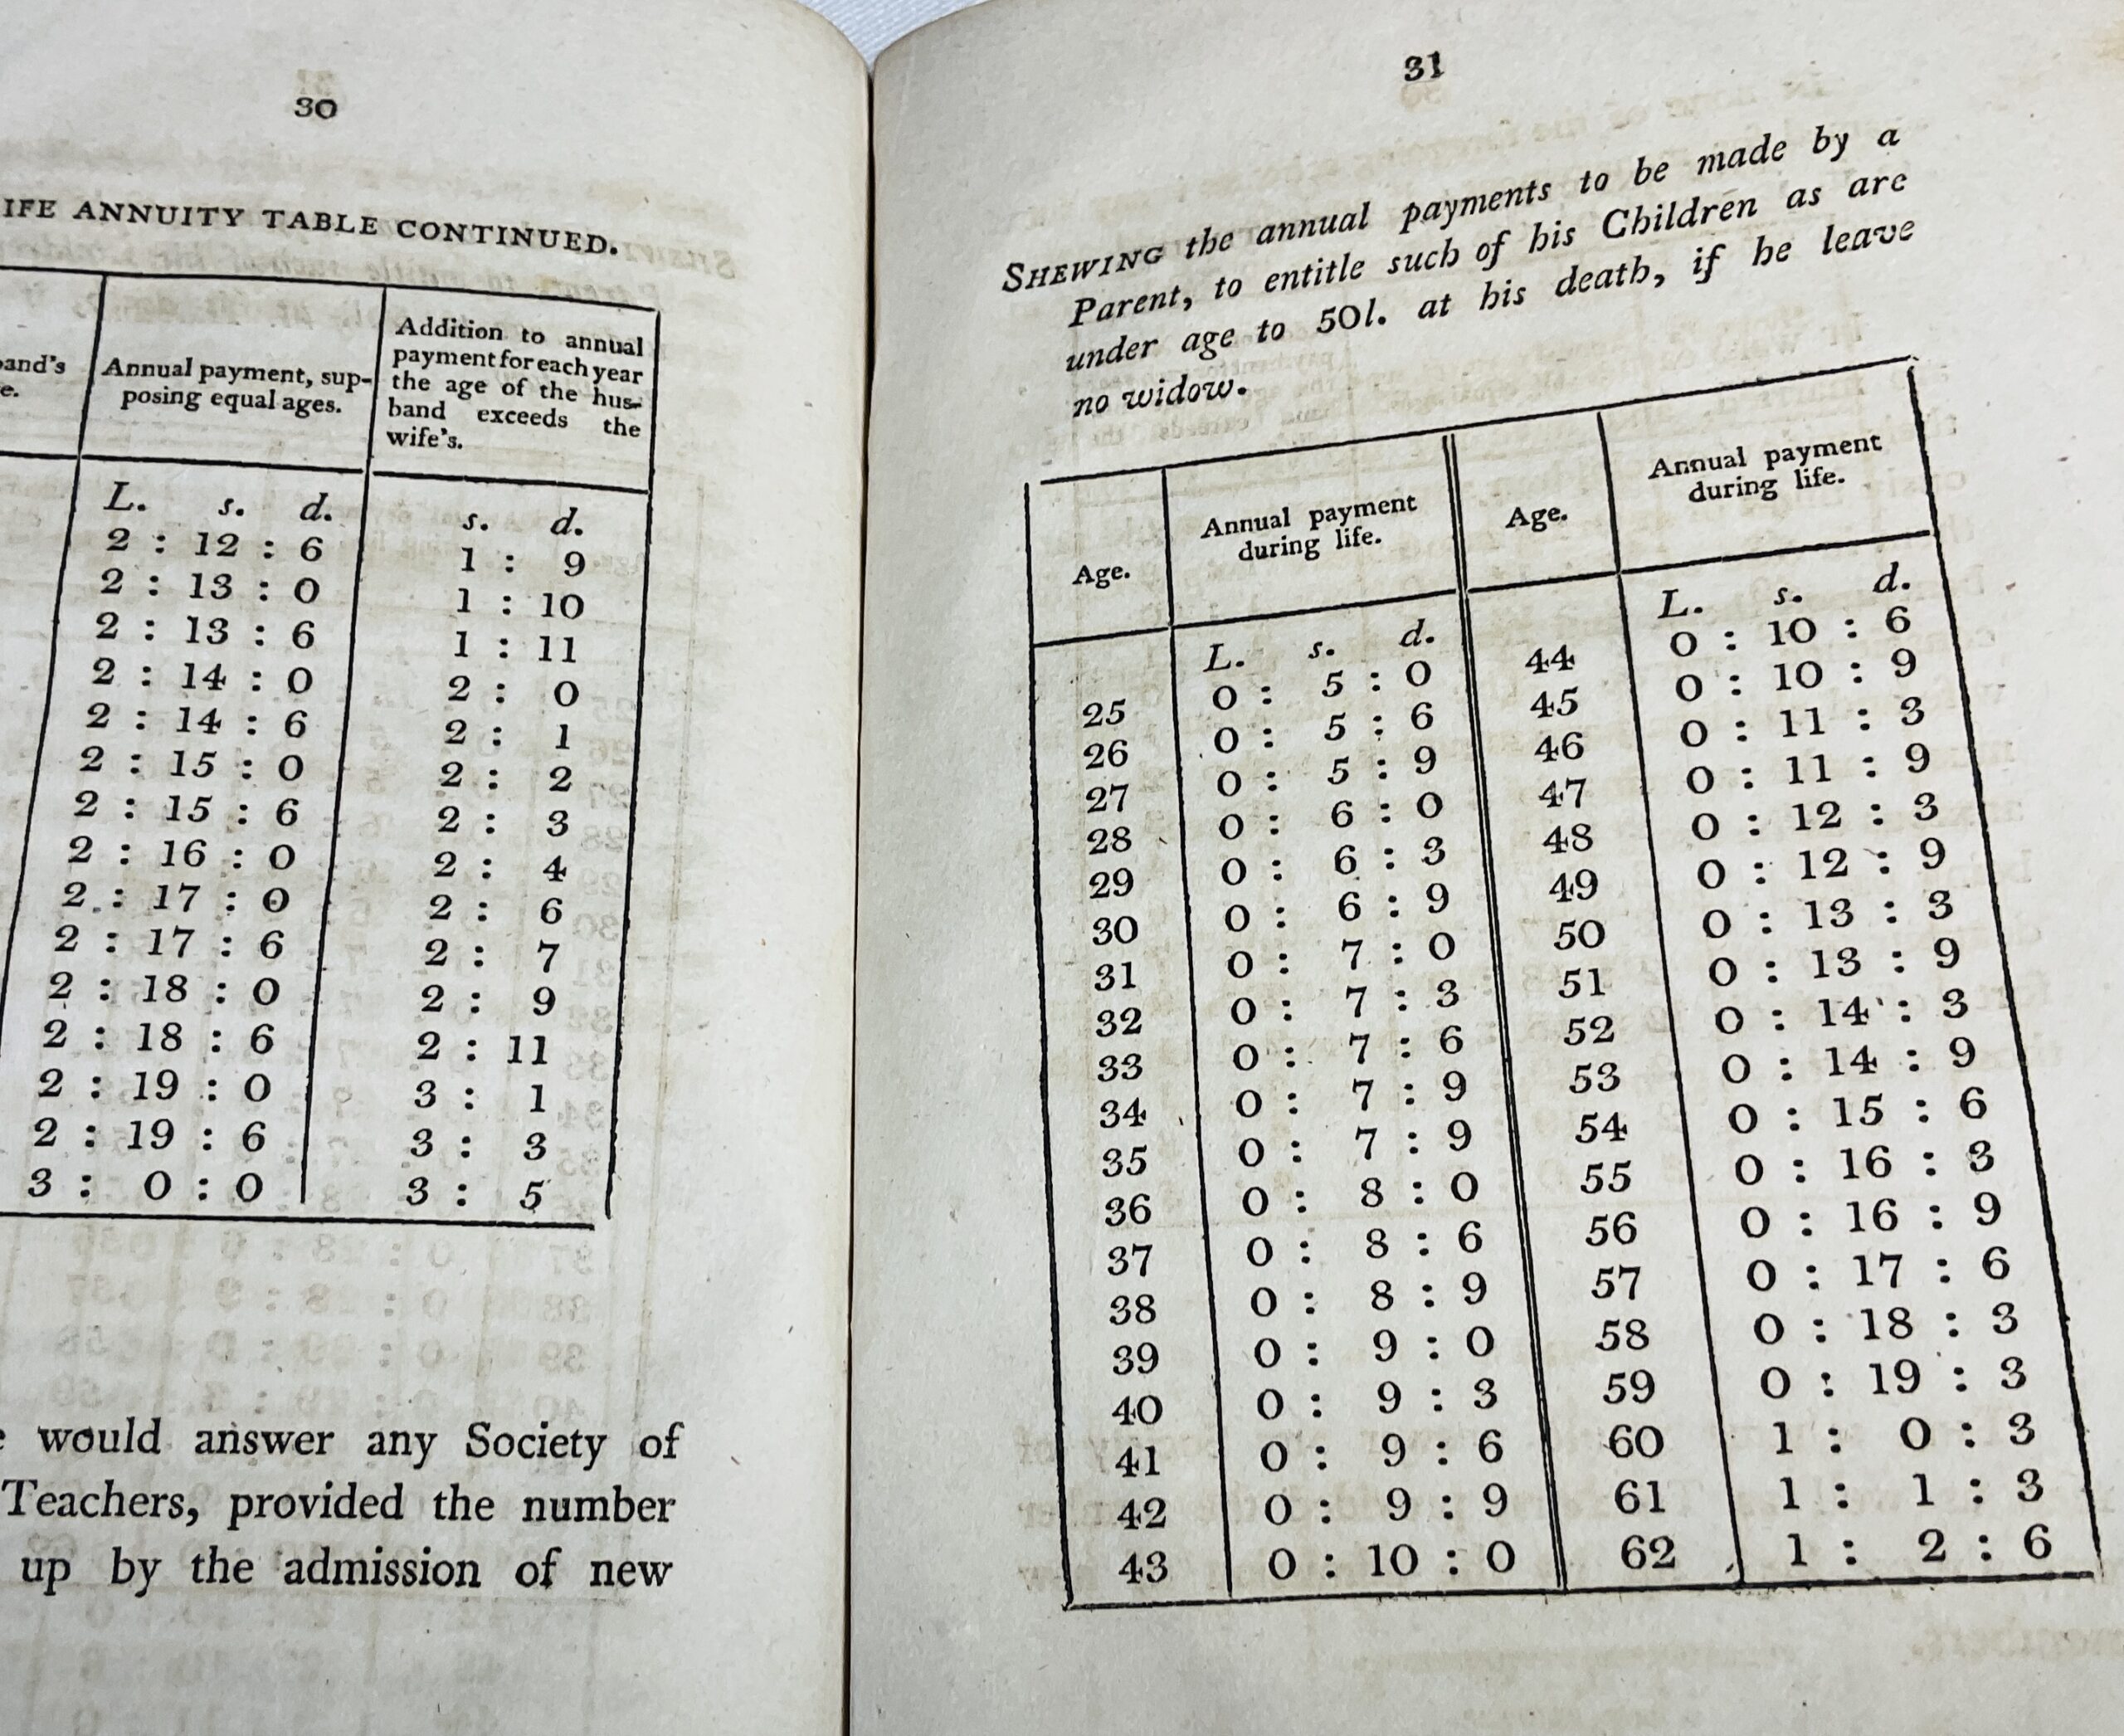 30
IFE ANNUITY TABLE CONTINUED.
Annual payment, sup-
posing equal ages.
Addition to annual
payment for each year
the age of the hus-
band exceeds the
wife's.
L. s. d. s. d.
2 : 12 : 6 1 : 9
2 : 13 : 0 1 : 10
2 : 13 : 6 1 : 11
2 : 14 : 0 2 : 0
2 : 14 : 6 2 : 1
2 : 15 : 0 2 : 2
2 : 15 : 6 2 : 3
2 : 16 : 0 2 : 4
2 : 17 : 0 2 : 6
2 : 17 : 6 2 : 7
2 : 18 : 0 2 : 9
2 : 18 : 6 2 : 11
2 : 19 : 0 3 : 1
2 : 19 : 6 3 : 3
3 : 0 : 0 3 : 5
would answer any Society of
Teachers, provided the number
up by the admission of new
31
SHEWING the annual payments to be made by a
Parent, to entitle such of his Children as are
under age to 50l. at his death, if he leave
no widow.
Age. Annual payment during life. Age. Annual payment during life.
L. s. d. L. s. d.
25 0 : 5 : 0 44 0 : 10 : 6
26 0 : 5 : 6 45 0 : 10 : 9
27 0 : 5 : 9 46 0 : 11 : 3
28 0 : 6 : 0 47 0 : 11 : 9
29 0 : 6 : 3 48 0 : 12 : 3
30 0 : 6 : 9 49 0 : 12 : 9
31 0 : 7 : 0 50 0 : 13 : 3
32 0 : 7 : 3 51 0 : 13 : 9
33 0 : 7 : 6 52 0 : 14 : 3
34 0 : 7 : 9 53 0 : 14 : 9
35 0 : 7 : 9 54 0 : 15 : 6
36 0 : 8 : 0 55 0 : 16 : 3
37 0 : 8 : 6 56 0 : 16 : 9
38 0 : 8 : 9 57 0 : 17 : 6
39 0 : 9 : 0 58 0 : 18 : 3
40 0 : 9 : 3 59 0 : 19 : 3
41 0 : 9 : 6 60 1 : 0 : 3
42 0 : 9 : 9 61 1 : 1 : 3
43 0 : 10 : 0 62 1 : 2 : 6